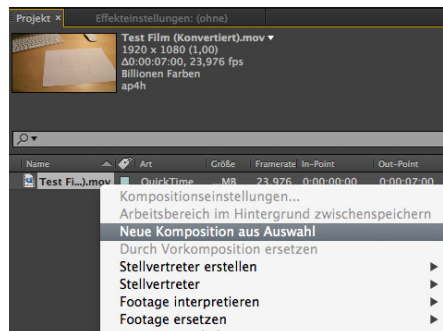 Projekt × Effekteinstellungen: (ohne)
Test Film (Konvertiert).mov ▾
1920 x 1080 (1,00)
Δ0:00:07:00, 23,976 fps
Billionen Farben
ap4h
Name Art Größe Framerate In-Point Out-Point
Test Fi...).mov QuickTime ...MB 23,976 0:00:00:00 0:00:07:00
Kompositionseinstellungen...
Arbeitsbereich im Hintergrund zwischenspeichern
Neue Komposition aus Auswahl
Durch Vorkomposition ersetzen
Stellvertreter erstellen
Stellvertreter
Footage interpretieren
Footage ersetzen